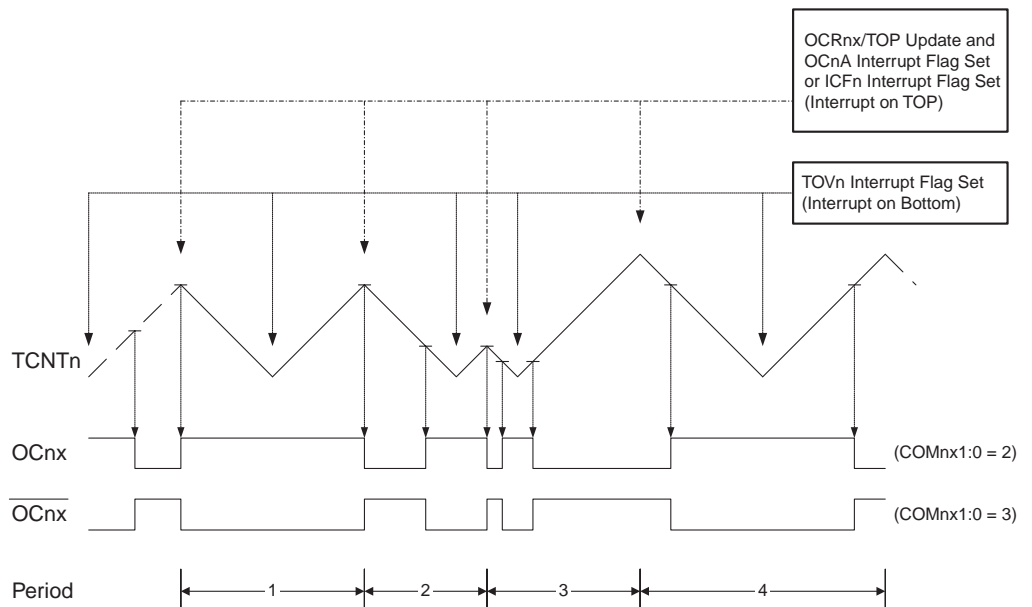 OCRnx/TOP Update and
OCnA Interrupt Flag Set
or ICFn Interrupt Flag Set
(Interrupt on TOP)
TOVn Interrupt Flag Set
(Interrupt on Bottom)
TCNTn
OCnx
(COMnx1:0 = 2)
OCnx
(COMnx1:0 = 3)
Period
1
2
3
4